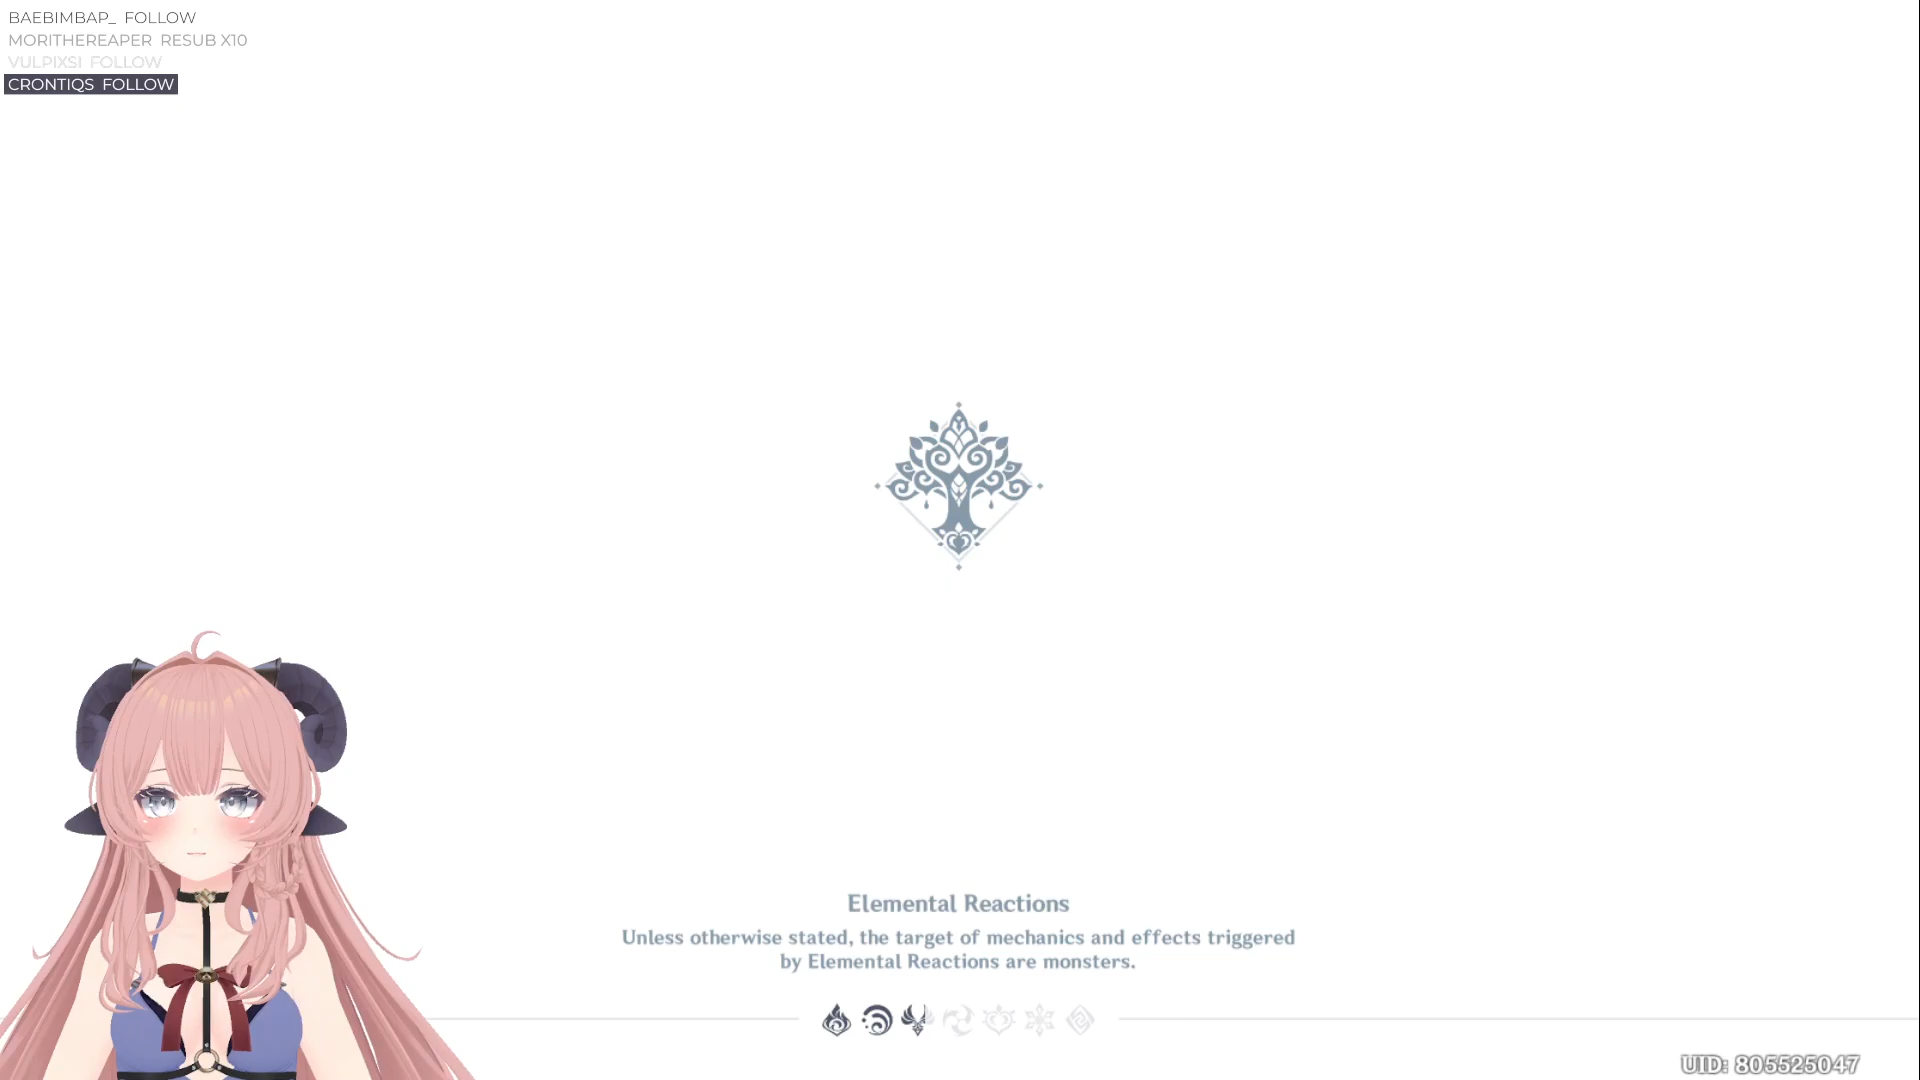 BAEBIMBAP_ FOLLOW
MORITHEREAPER RESUB X10
VULPIXSI FOLLOW
CRONTIQS FOLLOW
Elemental Reactions
Unless otherwise stated, the target of mechanics and effects triggered
by Elemental Reactions are monsters.
UID: 805525047